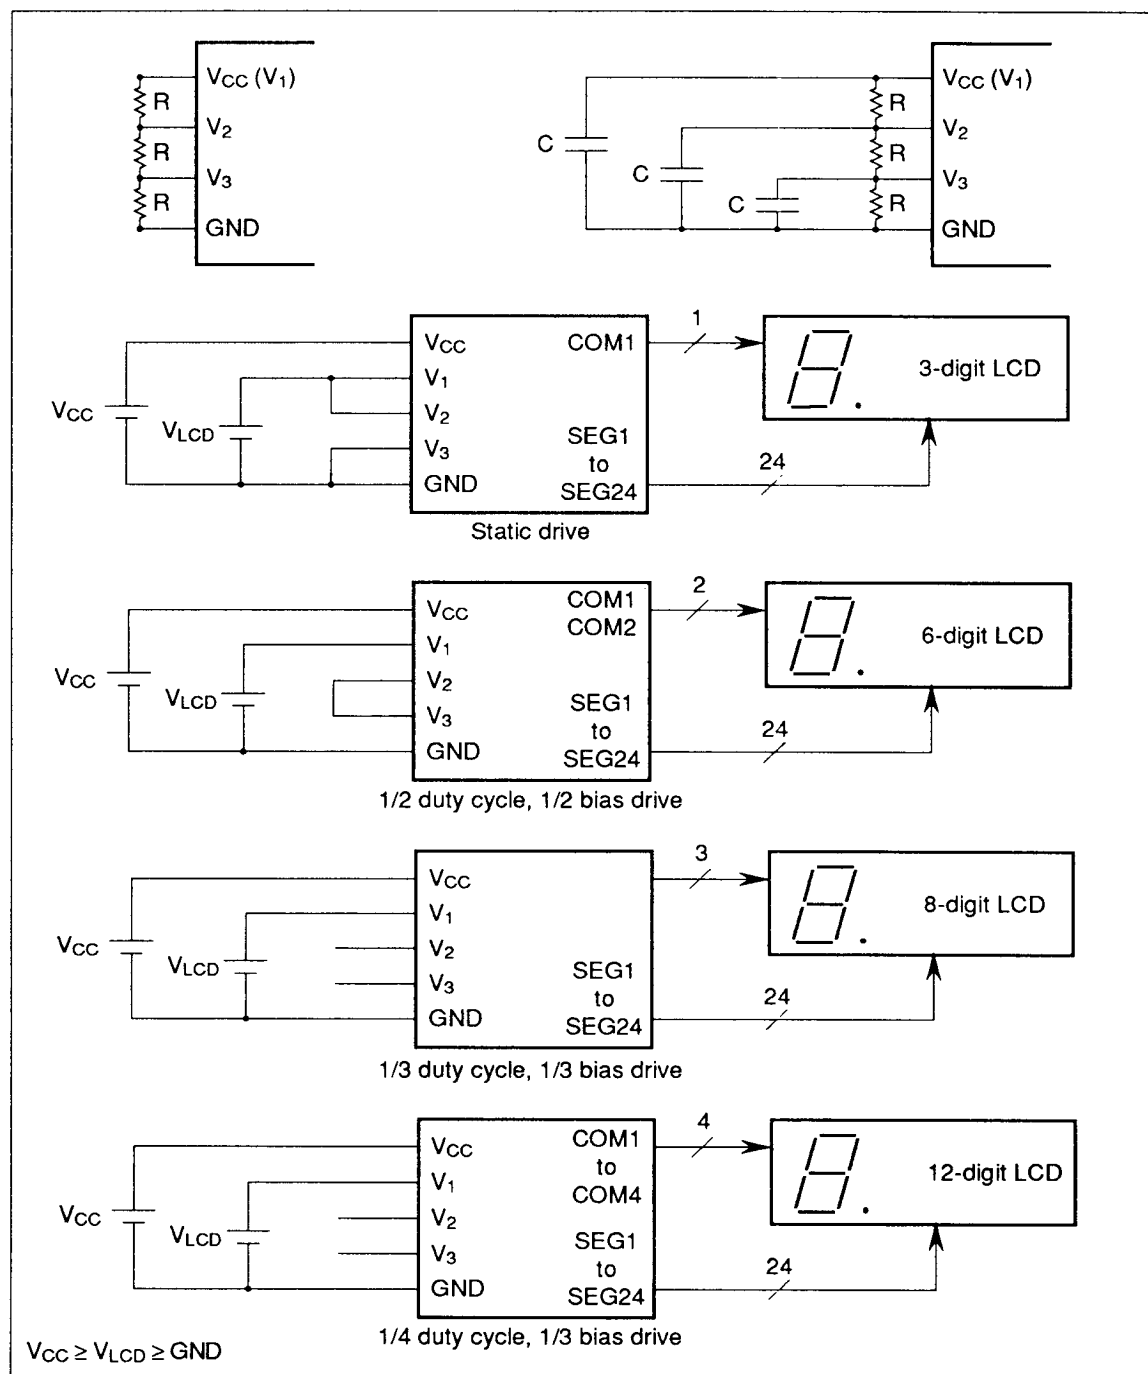 VCC (V1)
R
V2
R
V3
R
GND
VCC (V1)
R
V2
R
V3
R
GND
C
C
C
VCC
VLCD
VCC
V1
V2
V3
GND
COM1
SEG1
to
SEG24
1
24
3-digit LCD
Static drive
VCC
VLCD
VCC
V1
V2
V3
GND
COM1
COM2
SEG1
to
SEG24
2
24
6-digit LCD
1/2 duty cycle, 1/2 bias drive
VCC
VLCD
VCC
V1
V2
V3
GND
SEG1
to
SEG24
3
24
8-digit LCD
1/3 duty cycle, 1/3 bias drive
VCC
VLCD
VCC
V1
V2
V3
GND
COM1
to
COM4
SEG1
to
SEG24
4
24
12-digit LCD
1/4 duty cycle, 1/3 bias drive
VCC ≥ VLCD ≥ GND